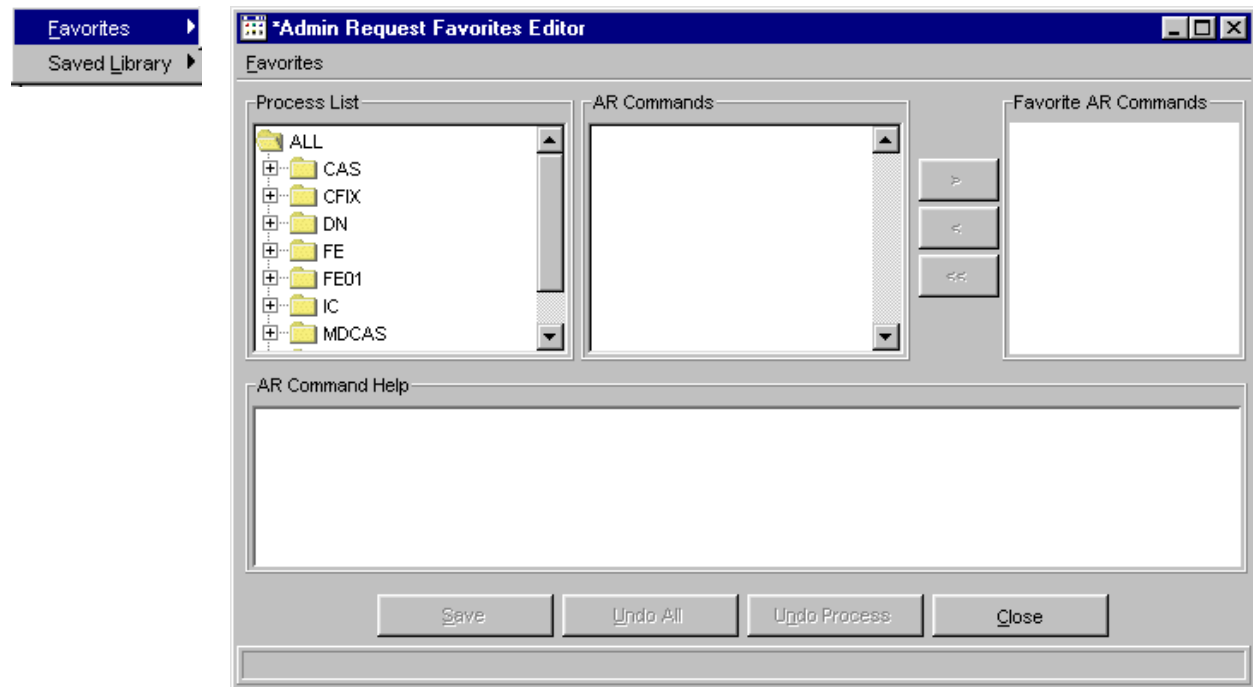 Favorites
Saved Library
*Admin Request Favorites Editor
Favorites
Process List
AR Commands
Favorite AR Commands
ALL
CAS
CFIX
DN
FE
FE01
IC
MDCAS
>
<
<<
AR Command Help
Save
Undo All
Undo Process
Close